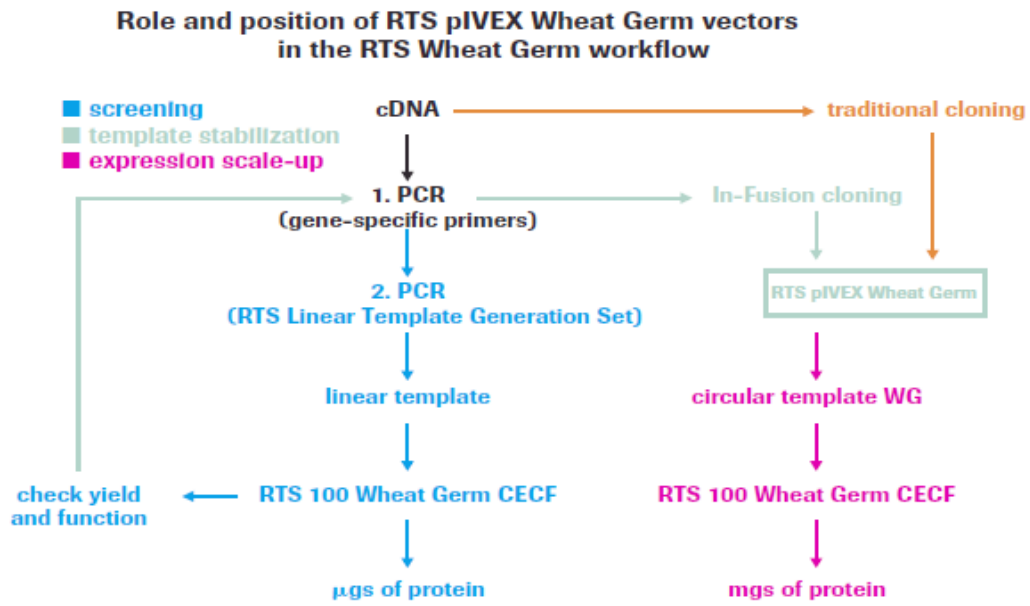 Role and position of RTS pIVEX Wheat Germ vectors
in the RTS Wheat Germ workflow
screening
template stabilization
expression scale-up
cDNA
traditional cloning
1. PCR
(gene-specific primers)
In-Fusion cloning
2. PCR
(RTS Linear Template Generation Set)
RTS pIVEX Wheat Germ
linear template
circular template WG
check yield
and function
RTS 100 Wheat Germ CECF
RTS 100 Wheat Germ CECF
μgs of protein
mgs of protein